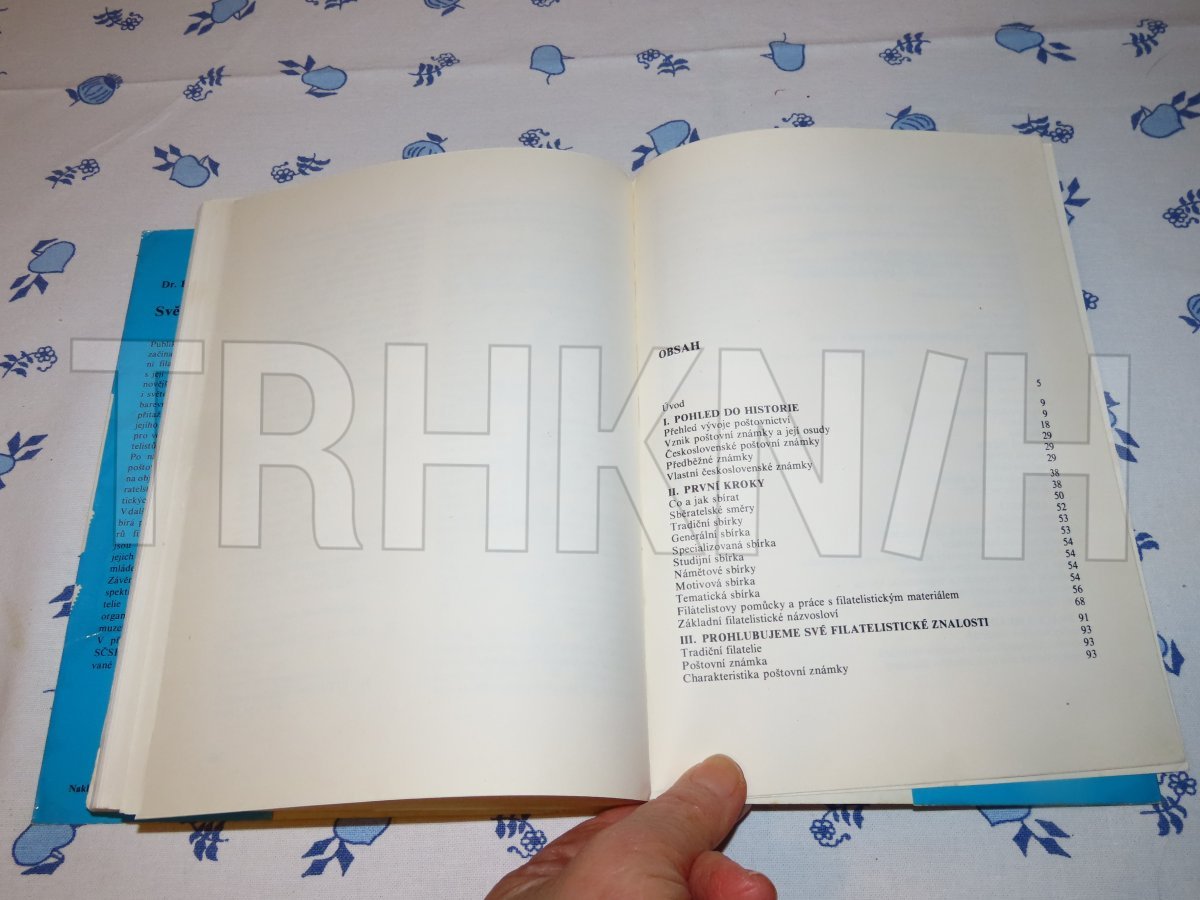 Dr.
Svě
OBSAH
Úvod 5
I. POHLED DO HISTORIE 9
Přehled vývoje poštovnictví 9
Vznik poštovní známky a její osudy 18
Československé poštovní známky 29
Předběžné známky 29
Vlastní československé známky 29
II. PRVNÍ KROKY 38
Co a jak sbírat 38
Sběratelské směry 50
Tradiční sbírky 52
Generální sbírka 53
Specializovaná sbírka 53
Studijní sbírka 54
Námětové sbírky 54
Motivová sbírka 54
Tematická sbírka 54
Filatelistovy pomůcky a práce s filatelistickým materiálem 56
Základní filatelistické názvosloví 68
III. PROHLUBUJEME SVÉ FILATELISTICKÉ ZNALOSTI 91
Tradiční filatelie 93
Poštovní známka 93
Charakteristika poštovní známky 93
TRHKN/H